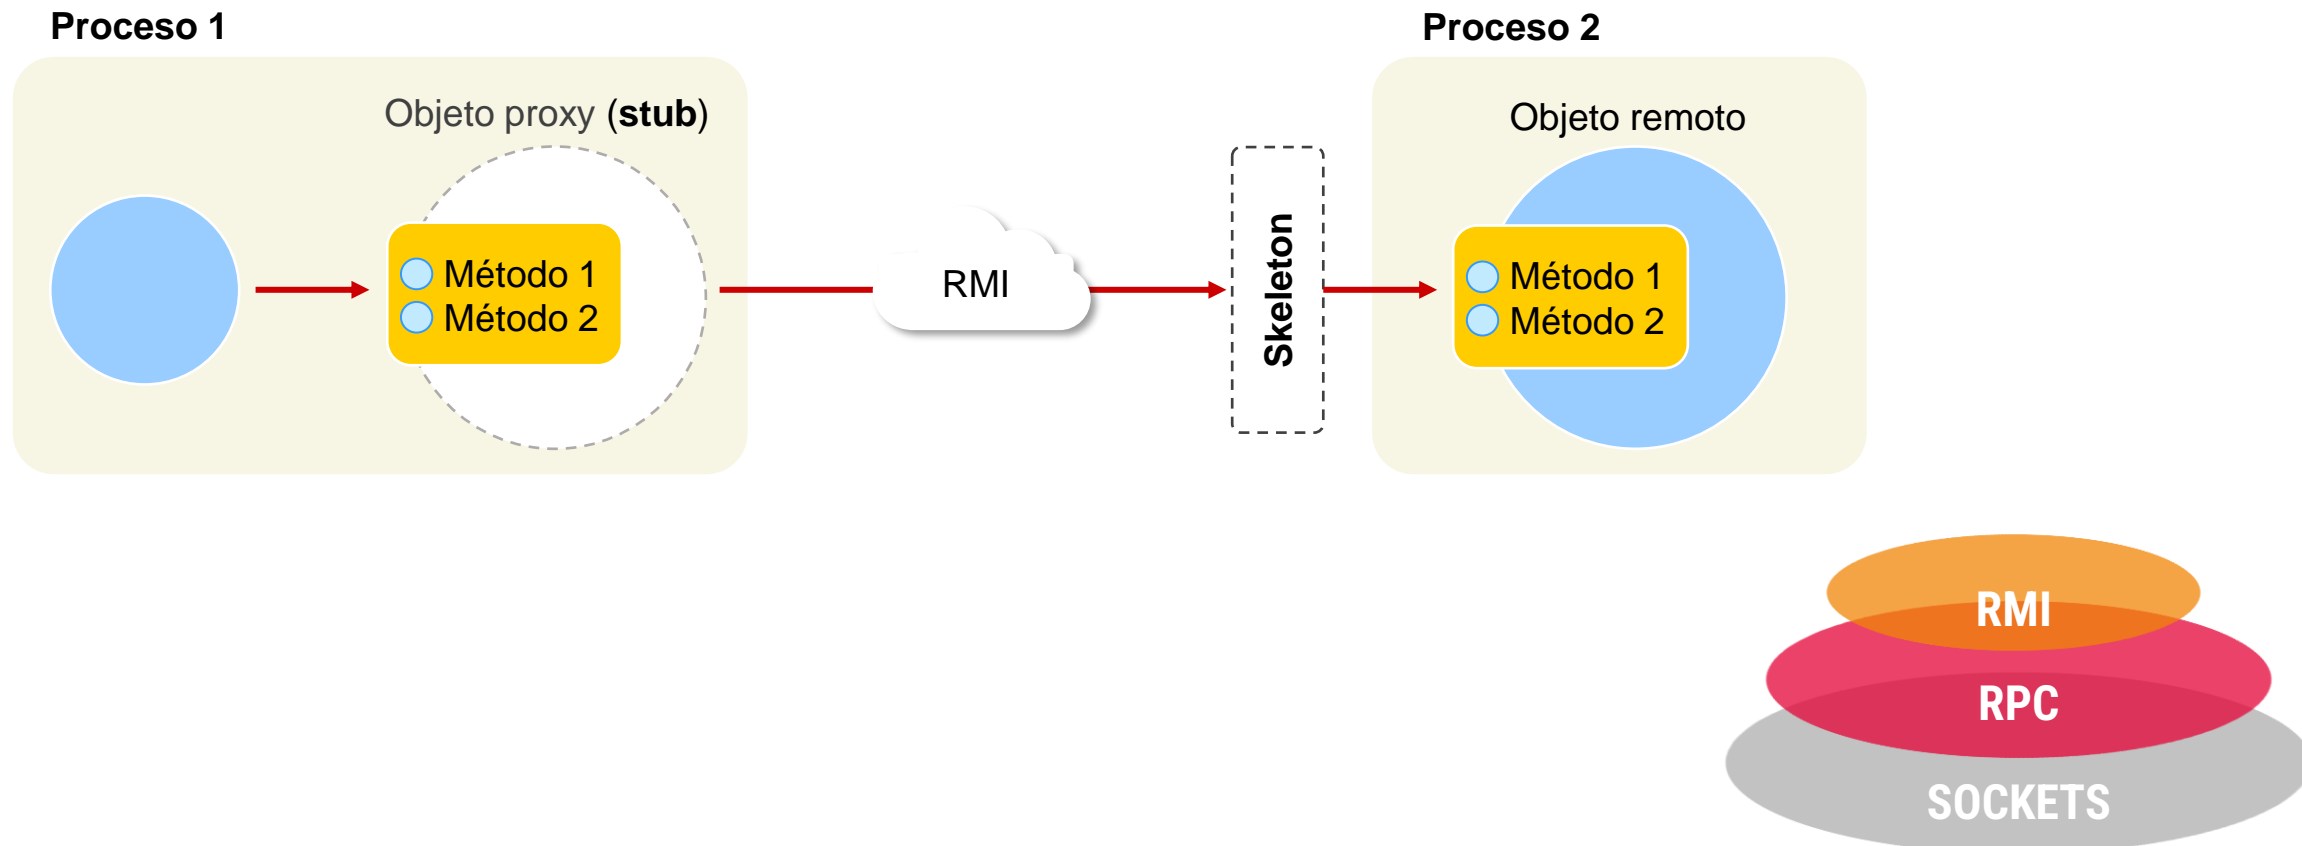 Proceso 1
Proceso 2
Objeto proxy (stub)
Objeto remoto
Método 1
Método 2
RMI
Skeleton
Método 1
Método 2
RMI
RPC
SOCKETS